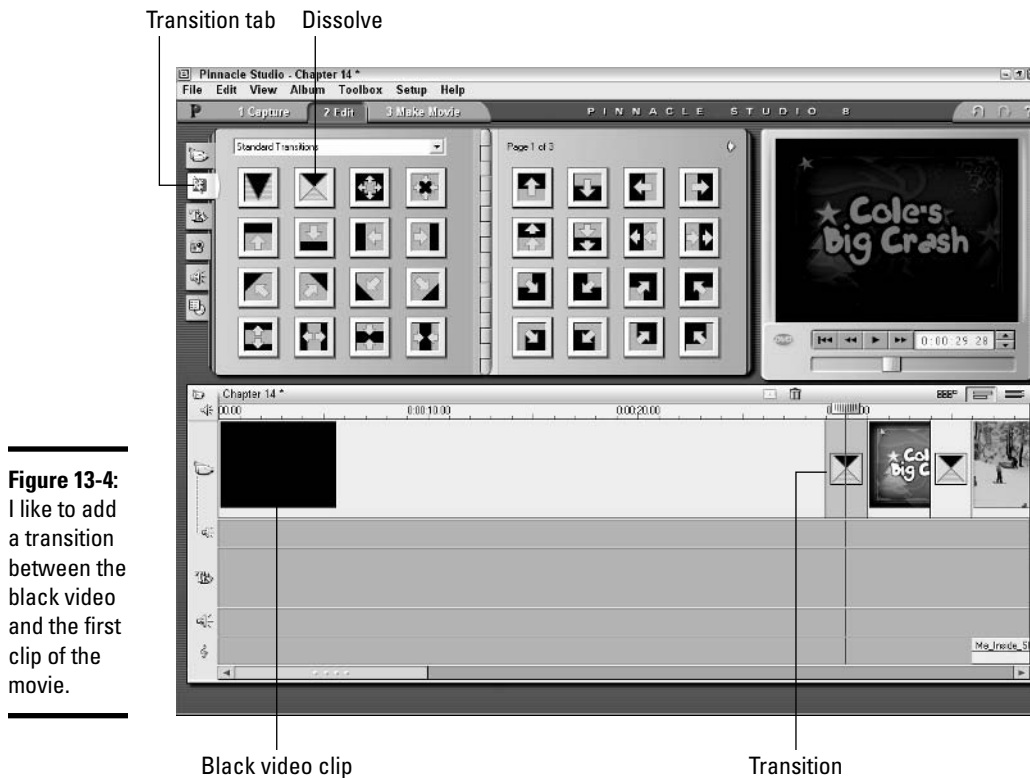 Transition tab
Dissolve
Pinnacle Studio - Chapter 14 *
File Edit View Album Toolbox Setup Help
P 1 Capture 2 Edit 3 Make Movie PINNACLE STUDIO 8
Standard Transitions
Page 1 of 3
Cole's
Big Crash
0:00:29.28
Chapter 14 *
0:00:10.00 0:00:20.00
Col
Big C
Figure 13-4:
I like to add
a transition
between the
black video
and the first
clip of the
movie.
Black video clip
Transition